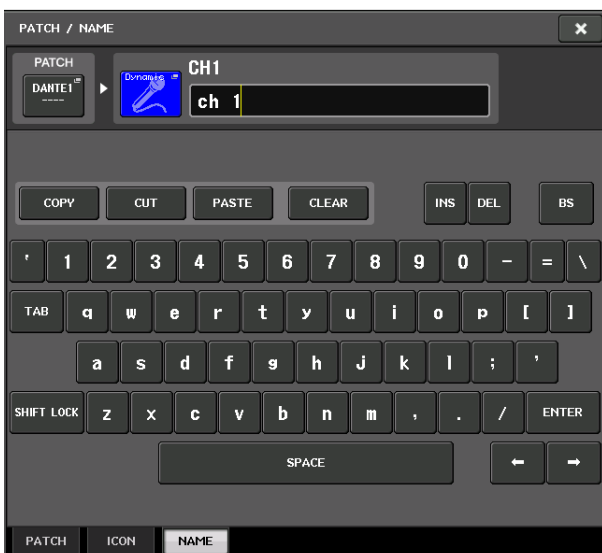 PATCH / NAME
PATCH
DANTE1
----
Dynamic
CH1
ch 1
COPY CUT PASTE CLEAR INS DEL BS
' 1 2 3 4 5 6 7 8 9 0 - = \
TAB q w e r t y u i o p [ ]
a s d f g h j k l ; '
SHIFT LOCK z x c v b n m , . / ENTER
SPACE ← →
PATCH ICON NAME